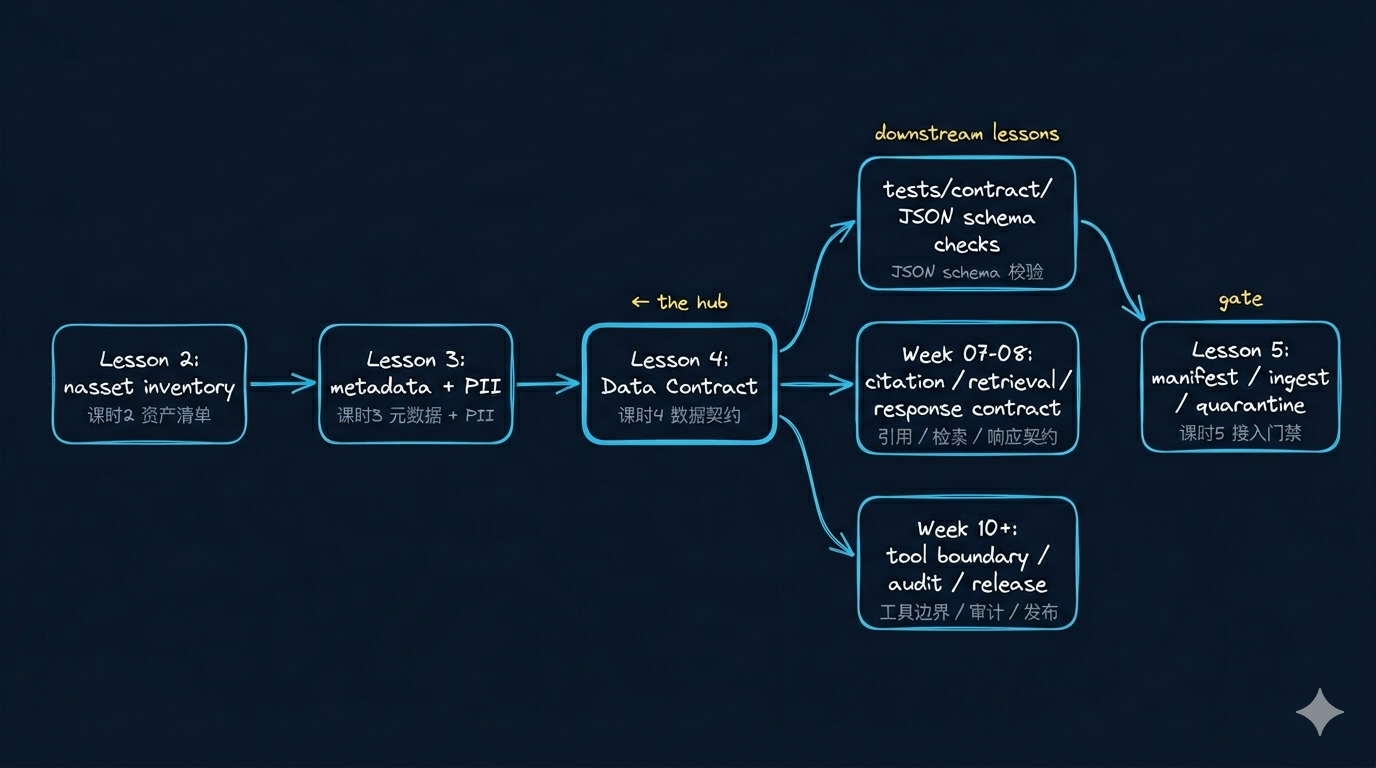 Lesson 2:
nasset inventory
课时2 资产清单
Lesson 3:
metadata + PII
课时3 元数据 + PII
← the hub
Lesson 4:
Data Contract
课时4 数据契约
downstream lessons
tests/contract/
JSON schema
checks
JSON schema 校验
Week 07-08:
citation / retrieval /
response contract
引用 / 检索 / 响应契约
Week 10+:
tool boundary /
audit / release
工具边界 / 审计 / 发布
gate
Lesson 5:
manifest / ingest
/ quarantine
课时5 接入门禁